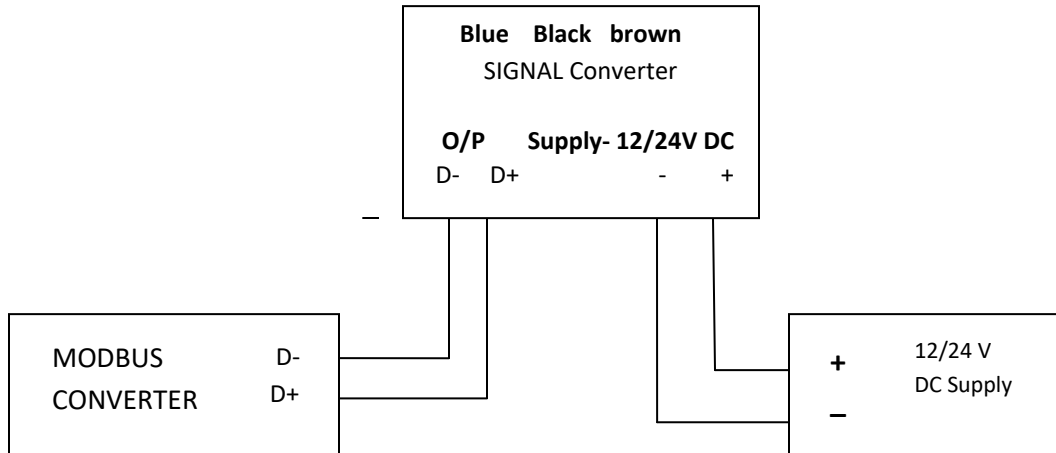 Blue Black brown
SIGNAL Converter
O/P Supply- 12/24V DC
D- D+ - +
–
MODBUS D-
CONVERTER D+
+ 12/24 V
– DC Supply